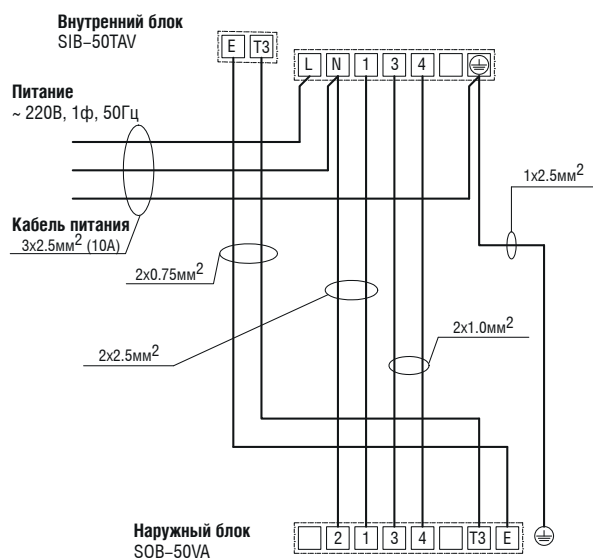 Внутренний блок
SIB–50TAV
E T3
L N 1 3 4
Питание
~ 220В, 1ф, 50Гц
1x2.5мм2
Кабель питания
3x2.5мм2 (10А)
2x0.75мм2
2x1.0мм2
2x2.5мм2
Наружный блок
SOB–50VA
2 1 3 4 T3 E